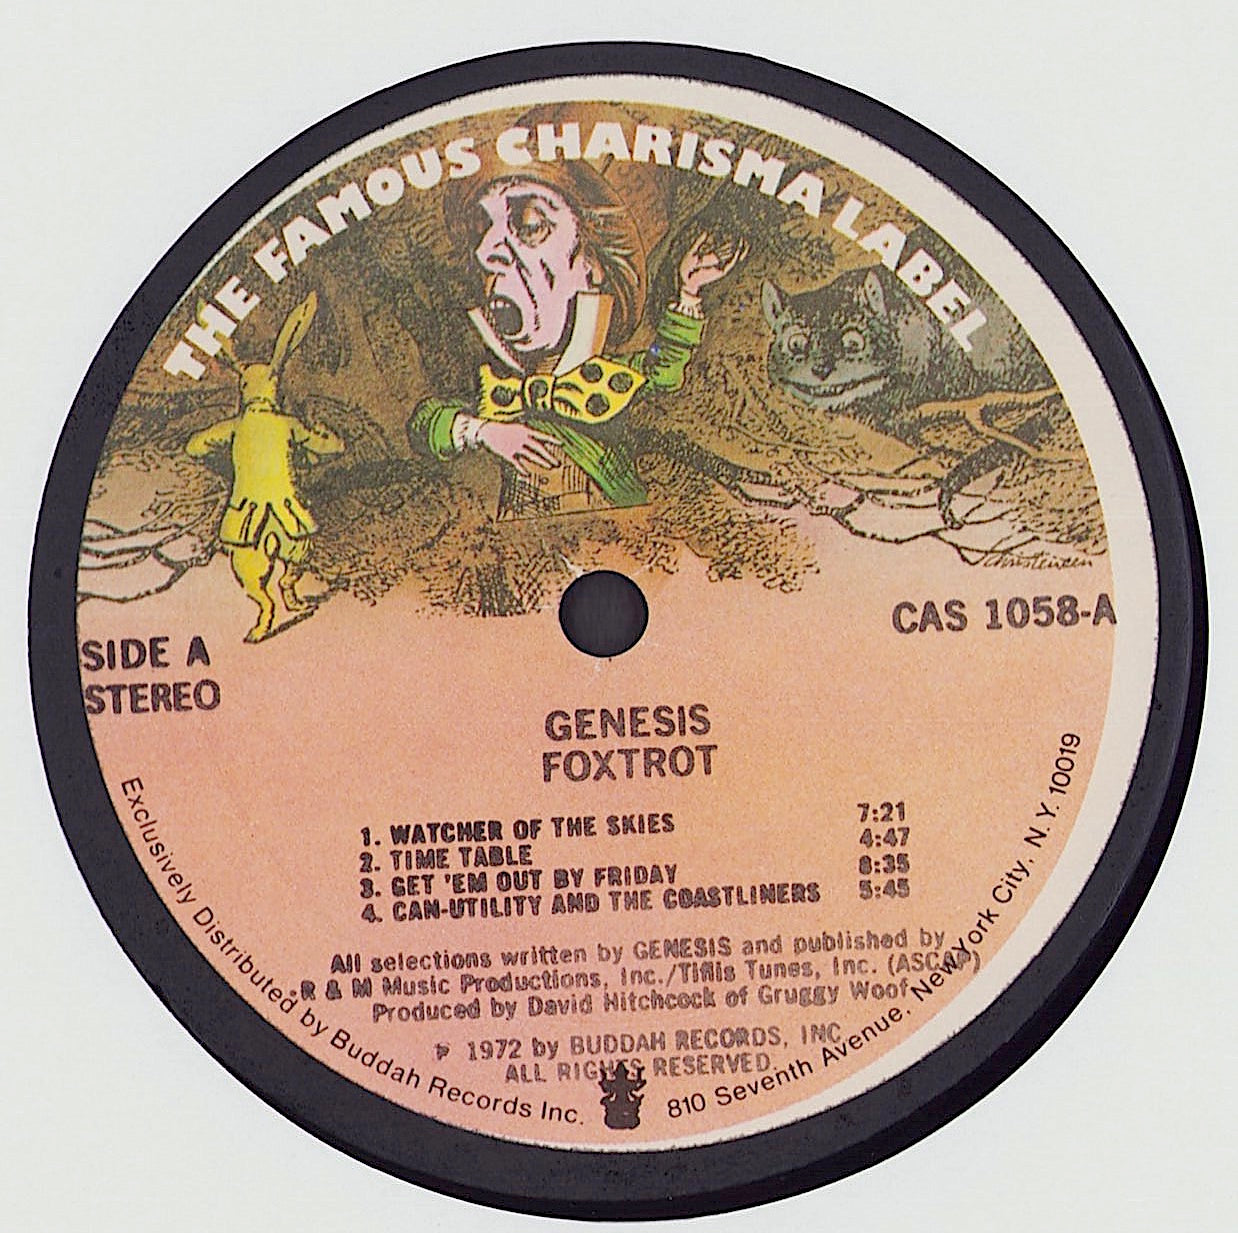 THE FAMOUS CHARISMA LABEL
Christensen
SIDE A
STEREO
CAS 1058-A
GENESIS
FOXTROT
1. WATCHER OF THE SKIES 7:21
2. TIME TABLE 4:47
3. GET 'EM OUT BY FRIDAY 8:35
4. CAN-UTILITY AND THE COASTLINERS 5:45
All selections written by GENESIS and published by
R & M Music Productions, Inc./Tiflis Tunes, Inc. (ASCAP)
Produced by David Hitchcock of Gruggy Woof
℗ 1972 by BUDDAH RECORDS, INC.
ALL RIGHTS RESERVED.
Exclusively Distributed by Buddah Records Inc. 810 Seventh Avenue, New York City, N.Y. 10019